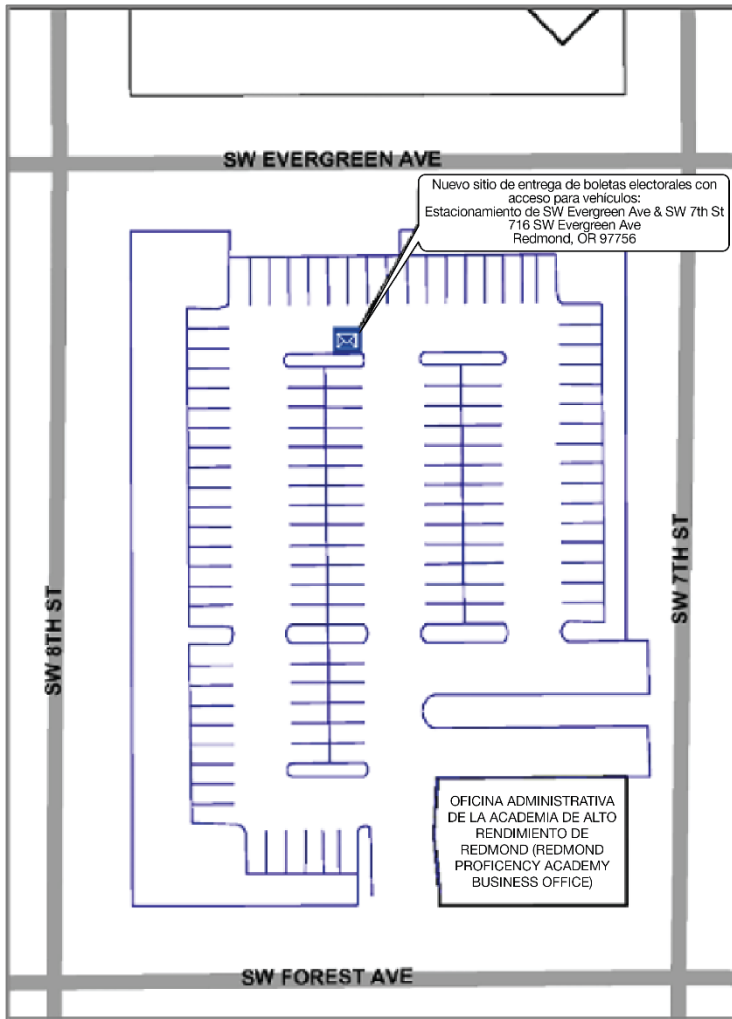 SW EVERGREEN AVE
Nuevo sitio de entrega de boletas electorales con
acceso para vehículos:
Estacionamiento de SW Evergreen Ave & SW 7th St
716 SW Evergreen Ave
Redmond, OR 97756
SW 8TH ST
SW 7TH ST
OFICINA ADMINISTRATIVA
DE LA ACADEMIA DE ALTO
RENDIMIENTO DE
REDMOND (REDMOND
PROFICENCY ACADEMY
BUSINESS OFFICE)
SW FOREST AVE